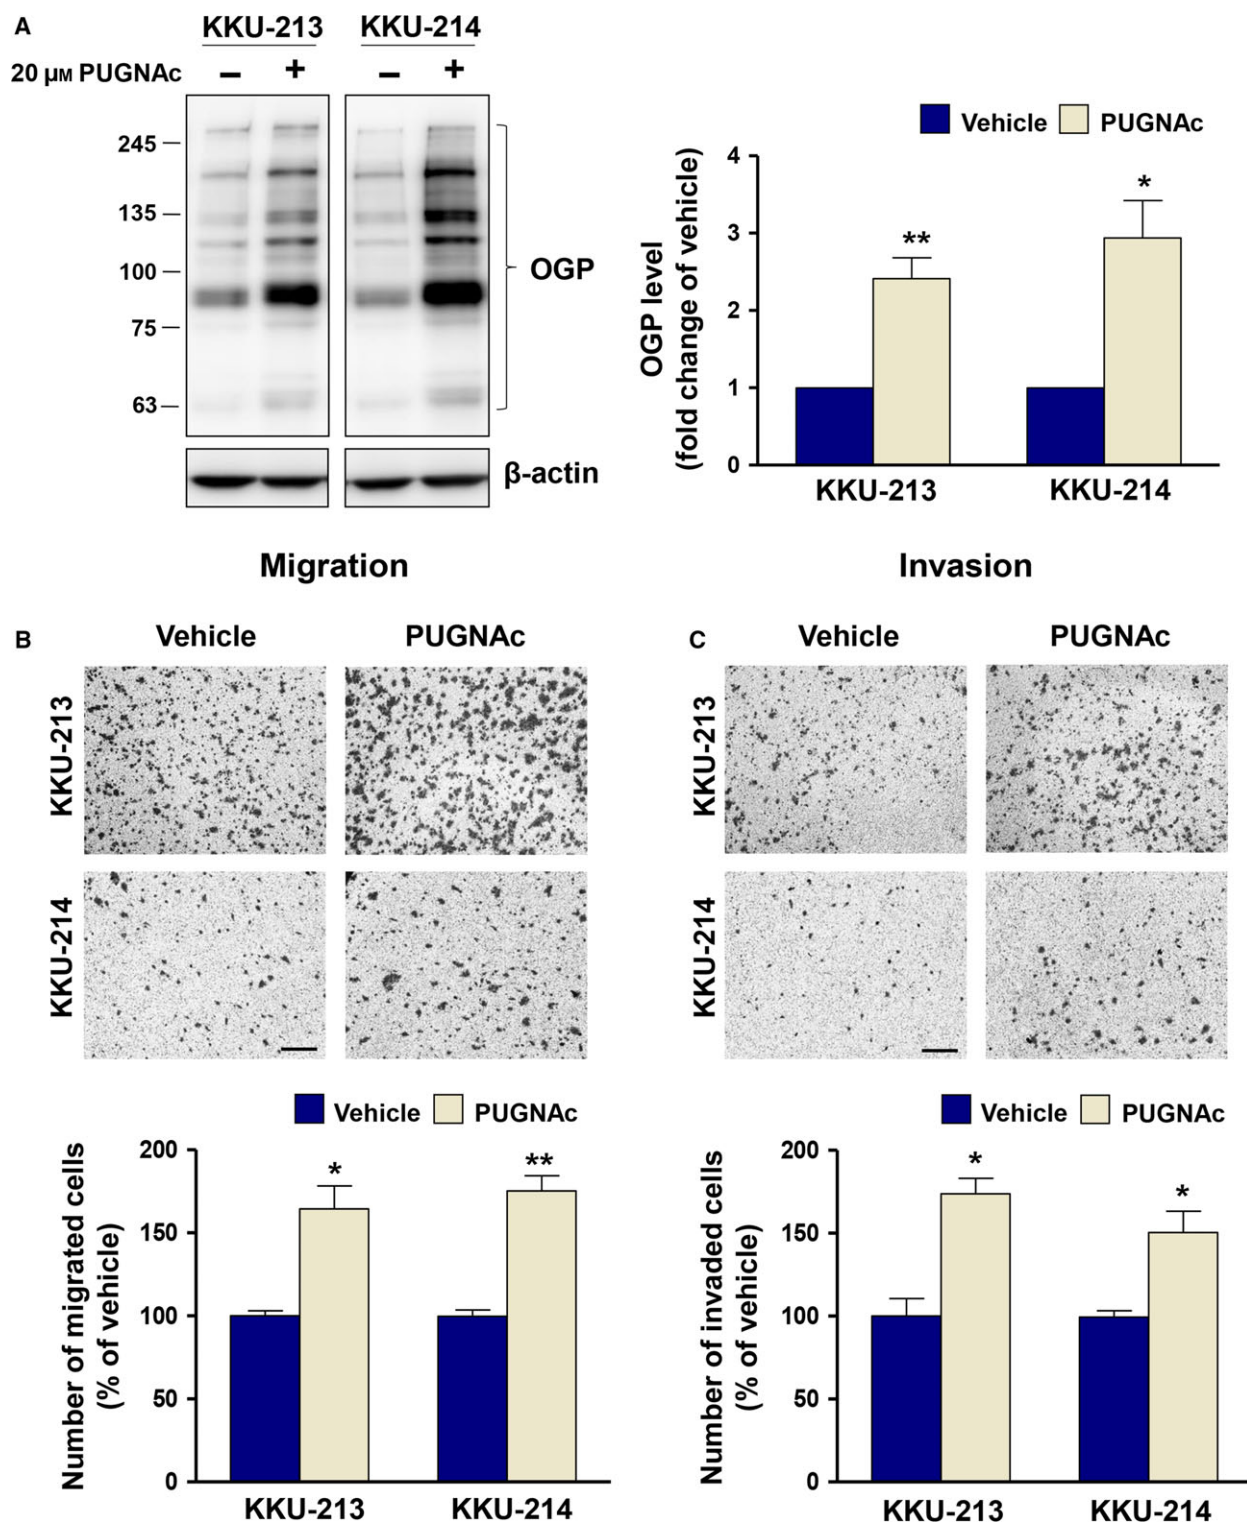 A
KKU-213 KKU-214
20 µM PUGNAc – + – +
245
135
100
75
63
OGP
β-actin
Vehicle PUGNAc
OGP level
(fold change of vehicle)
4
3
2
1
0
** *
KKU-213 KKU-214
Migration
B
Vehicle PUGNAc
KKU-213
KKU-214
Vehicle PUGNAc
Number of migrated cells
(% of vehicle)
200
150
100
50
0
* **
KKU-213 KKU-214
Invasion
C
Vehicle PUGNAc
KKU-213
KKU-214
Vehicle PUGNAc
Number of invaded cells
(% of vehicle)
200
150
100
50
0
* *
KKU-213 KKU-214